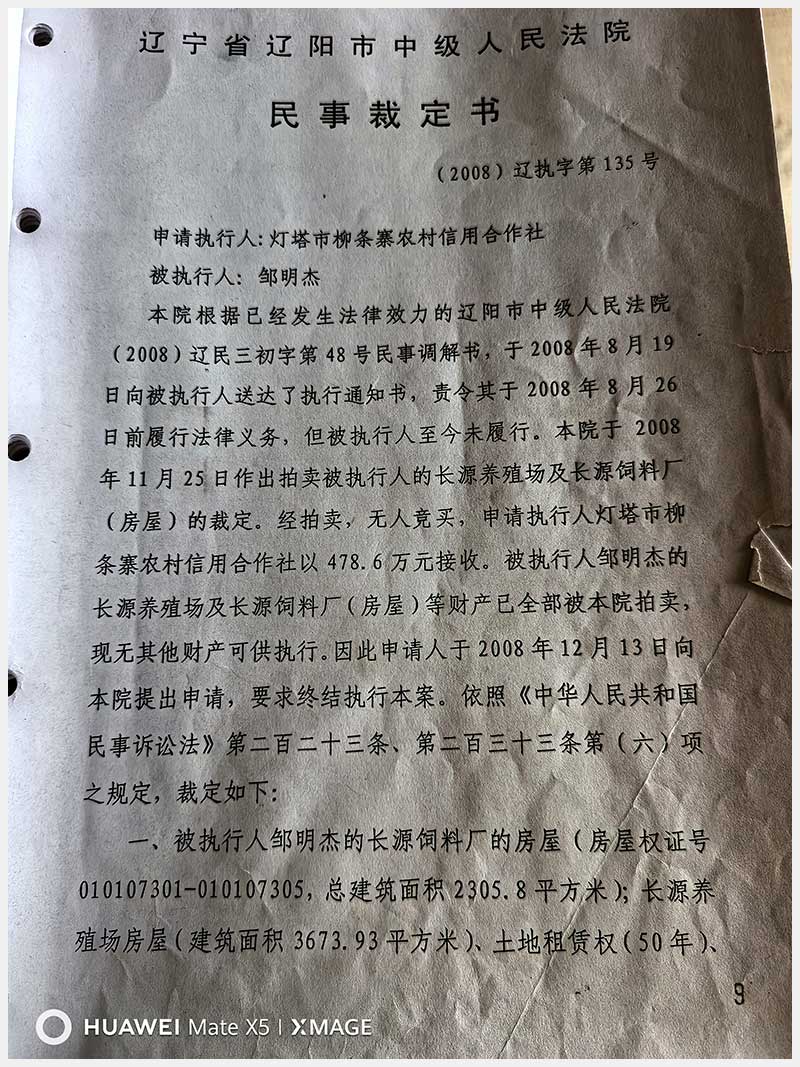 辽宁省辽阳市中级人民法院
民事裁定书
(2008)辽执字第135号
申请执行人:灯塔市柳条寨农村信用合作社
被执行人:邹明杰
本院根据已经发生法律效力的辽阳市中级人民法院
(2008)辽民三初字第48号民事调解书,于2008年8月19
日向被执行人送达了执行通知书,责令其于2008年8月26
日前履行法律义务,但被执行人至今未履行。本院于2008
年11月25日作出拍卖被执行人的长源养殖场及长源饲料厂
(房屋)的裁定。经拍卖,无人竟买,申请执行人灯塔市柳
条寨农村信用合作社以478.6万元接收。被执行人邹明杰的
长源养殖场及长源饲料厂(房屋)等财产已全部被本院拍卖,
现无其他财产可供执行。因此申请人于2008年12月13日向
本院提出申请,要求终结执行本案。依照《中华人民共和国
民事诉讼法》第二百二十三条、第二百三十三条第(六)项
之规定,裁定如下:
一、被执行人邹明杰的长源饲料厂的房屋(房屋权证号
010107301-010107305,总建筑面积2305.8平方米);长源养
殖场房屋(建筑面积3673.93平方米)、土地租赁权(50年)、
9
HUAWEI Mate X5 | XMAGE